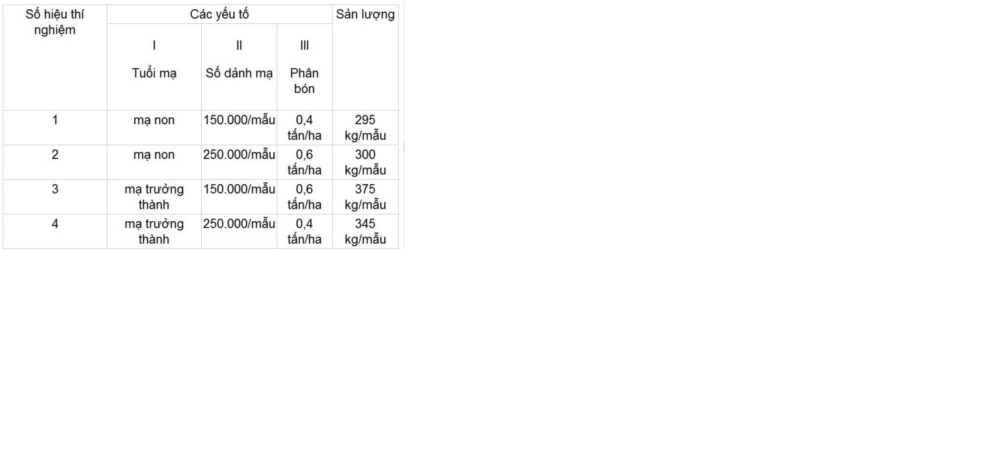 Số hiệu thí
nghiệm
Các yếu tố
Sản lượng
I
II
III
Tuổi mạ
Số dảnh mạ
Phân
bón
1
mạ non
150.000/mẫu
0,4
tấn/ha
295
kg/mẫu
2
mạ non
250.000/mẫu
0,6
tấn/ha
300
kg/mẫu
3
mạ trưởng
thành
150.000/mẫu
0,6
tấn/ha
375
kg/mẫu
4
mạ trưởng
thành
250.000/mẫu
0,4
tấn/ha
345
kg/mẫu